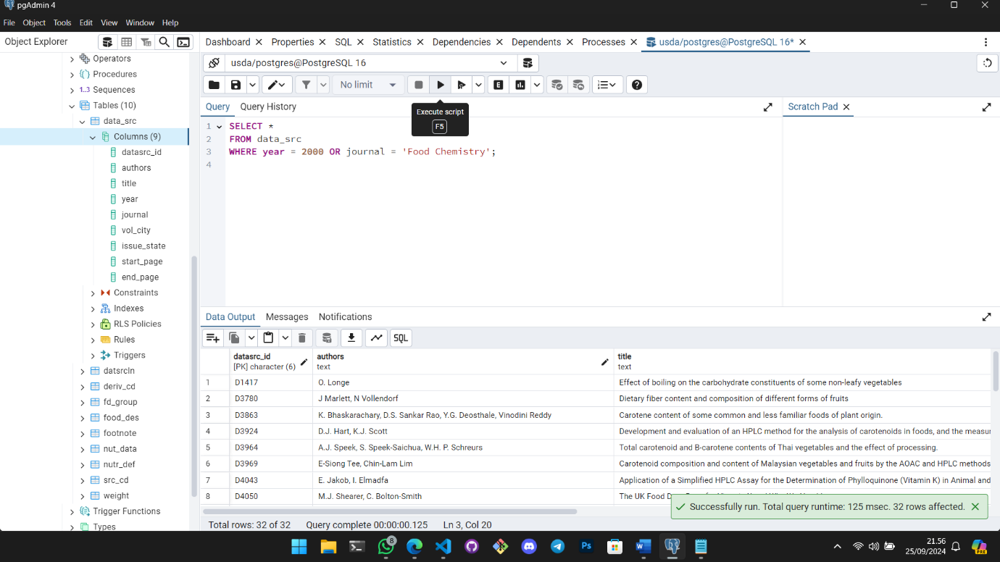 pgAdmin 4
File Object Tools Edit View Window Help
Object Explorer
Dashboard Properties SQL Statistics Dependencies Dependents Processes usda/postgres@PostgreSQL 16*
usda/postgres@PostgreSQL 16
No limit
E
Query Query History
Scratch Pad
Execute script
F5
1 SELECT *
2 FROM data_src
3 WHERE year = 2000 OR journal = 'Food Chemistry';
4
Operators
Procedures
1..3 Sequences
Tables (10)
data_src
Columns (9)
datasrc_id
authors
title
year
journal
vol_city
issue_state
start_page
end_page
Constraints
Indexes
RLS Policies
Rules
Triggers
datsrcln
deriv_cd
fd_group
food_des
footnote
nut_data
nutr_def
src_cd
weight
Trigger Functions
Types
Data Output Messages Notifications
SQL
datasrc_id authors title
[PK] character (6) text text
1 D1417 O. Longe Effect of boiling on the carbohydrate constituents of some non-leafy vegetables
2 D3780 J Marlett, N Vollendorf Dietary fiber content and composition of different forms of fruits
3 D3863 K. Bhaskarachary, D.S. Sankar Rao, Y.G. Deosthale, Vinodini Reddy Carotene content of some common and less familiar foods of plant origin.
4 D3924 D.J. Hart, K.J. Scott Development and evaluation of an HPLC method for the analysis of carotenoids in foods, and the measur
5 D3964 A.J. Speek, S. Speek-Saichua, W.H. P. Schreurs Total carotenoid and B-carotene contents of Thai vegetables and the effect of processing.
6 D3969 E-Siong Tee, Chin-Lam Lim Carotenoid composition and content of Malaysian vegetables and fruits by the AOAC and HPLC methods
7 D4043 E. Jakob, I. Elmadfa Application of a Simplified HPLC Assay for the Determination of Phylloquinone (Vitamin K) in Animal and
8 D4050 M.J. Shearer, C. Bolton-Smith The UK Food
Successfully run. Total query runtime: 125 msec. 32 rows affected.
Total rows: 32 of 32 Query complete 00:00:00.125 Ln 3, Col 20
8
Ps
W
21.56
25/09/2024
PRE